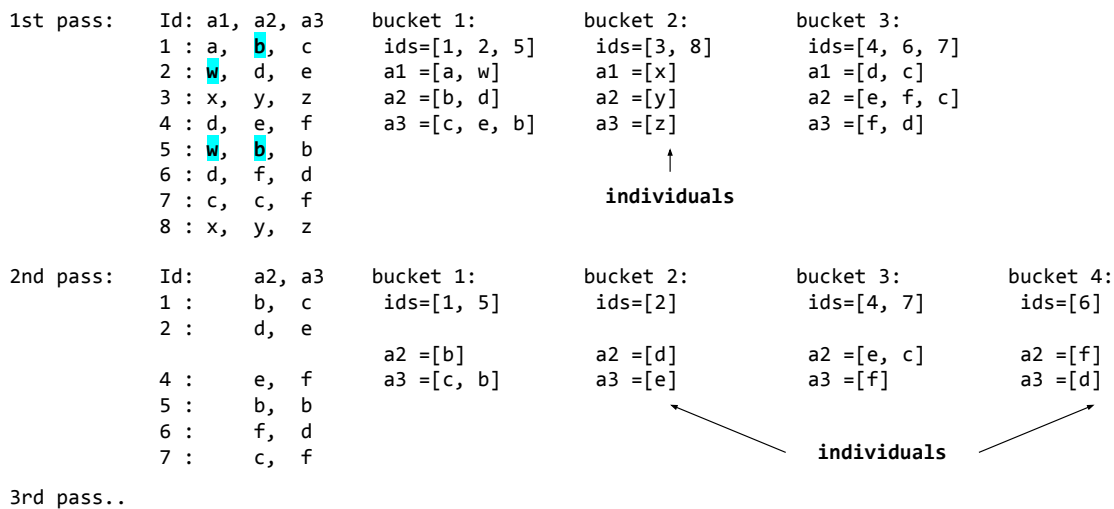 1st pass: Id: a1, a2, a3 bucket 1: bucket 2: bucket 3:
1 : a, b, c ids=[1, 2, 5] ids=[3, 8] ids=[4, 6, 7]
2 : w, d, e a1 =[a, w] a1 =[x] a1 =[d, c]
3 : x, y, z a2 =[b, d] a2 =[y] a2 =[e, f, c]
4 : d, e, f a3 =[c, e, b] a3 =[z] a3 =[f, d]
5 : w, b, b
6 : d, f, d
individuals
7 : c, c, f
8 : x, y, z
2nd pass: Id: a2, a3 bucket 1: bucket 2: bucket 3: bucket 4:
1 : b, c ids=[1, 5] ids=[2] ids=[4, 7] ids=[6]
2 : d, e
a2 =[b] a2 =[d] a2 =[e, c] a2 =[f]
4 : e, f a3 =[c, b] a3 =[e] a3 =[f] a3 =[d]
5 : b, b
6 : f, d
7 : c, f individuals
3rd pass..